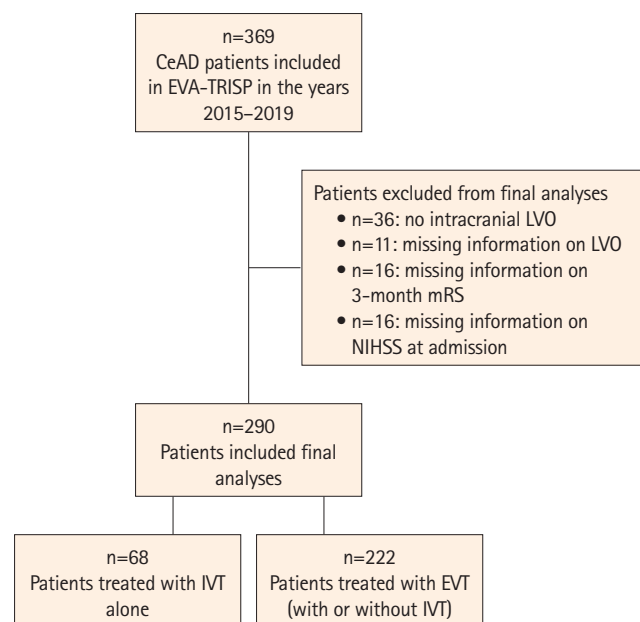 n=369
CeAD patients included
in EVA-TRISP in the years
2015–2019
Patients excluded from final analyses
• n=36: no intracranial LVO
• n=11: missing information on LVO
• n=16: missing information on
3-month mRS
• n=16: missing information on
NIHSS at admission
n=290
Patients included final
analyses
n=68
Patients treated with IVT
alone
n=222
Patients treated with EVT
(with or without IVT)